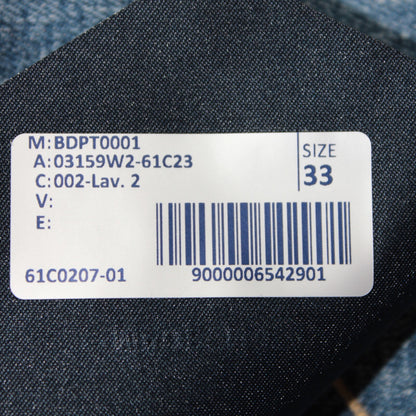 M: BDPT0001
A: 03159W2-61C23
C: 002-Lav. 2
V:
E:
SIZE
33
61C0207-01
9000006542901